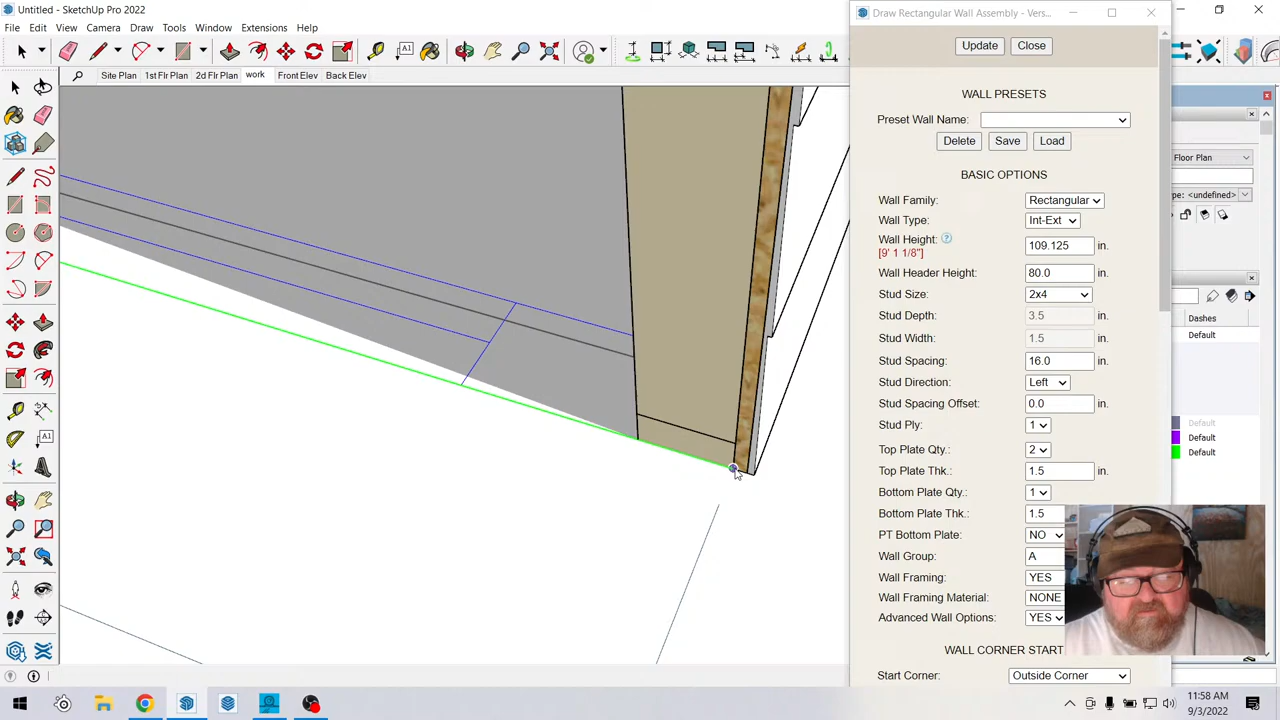 Untitled - SketchUp Pro 2022
File Edit View Camera Draw Tools Window Extensions Help
Site Plan 1st Flr Plan 2d Flr Plan work Front Elev Back Elev
Draw Rectangular Wall Assembly - Vers...
Update Close
WALL PRESETS
Preset Wall Name:
Delete Save Load
BASIC OPTIONS
Wall Family: Rectangular
Wall Type: Int-Ext
Wall Height: 109.125 in.
[9' 1 1/8"]
Wall Header Height: 80.0 in.
Stud Size: 2x4
Stud Depth: 3.5 in.
Stud Width: 1.5 in.
Stud Spacing: 16.0 in.
Stud Direction: Left
Stud Spacing Offset: 0.0 in.
Stud Ply: 1
Top Plate Qty.: 2
Top Plate Thk.: 1.5 in.
Bottom Plate Qty.: 1
Bottom Plate Thk.: 1.5
PT Bottom Plate: NO
Wall Group: A
Wall Framing: YES
Wall Framing Material: NONE
Advanced Wall Options: YES
WALL CORNER START
Start Corner: Outside Corner
Floor Plan
ype: <undefined>
Dashes
Default
Default
Default
Default
11:58 AM
9/3/2022